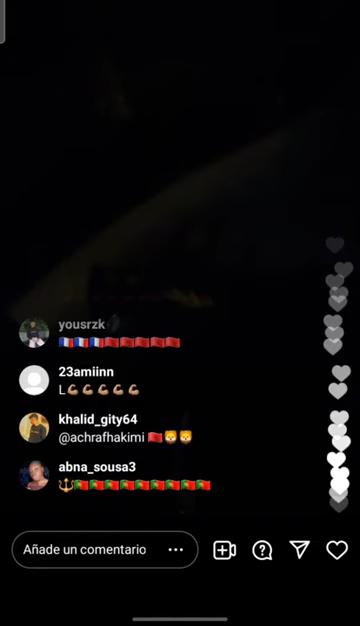 yousrzk
🇫🇷🇫🇷🇫🇷🇲🇦🇲🇦🇲🇦🇲🇦🇲🇦
23amiinn
L💪🏽💪🏽💪🏽💪🏽💪🏽
khalid_gity64
@achrafhakimi 🇲🇦🦁🦁
abna_sousa3
🔱🇵🇹🇵🇹🇵🇹🇵🇹🇵🇹🇵🇹🇵🇹🇵🇹🇵🇹
Añade un comentario